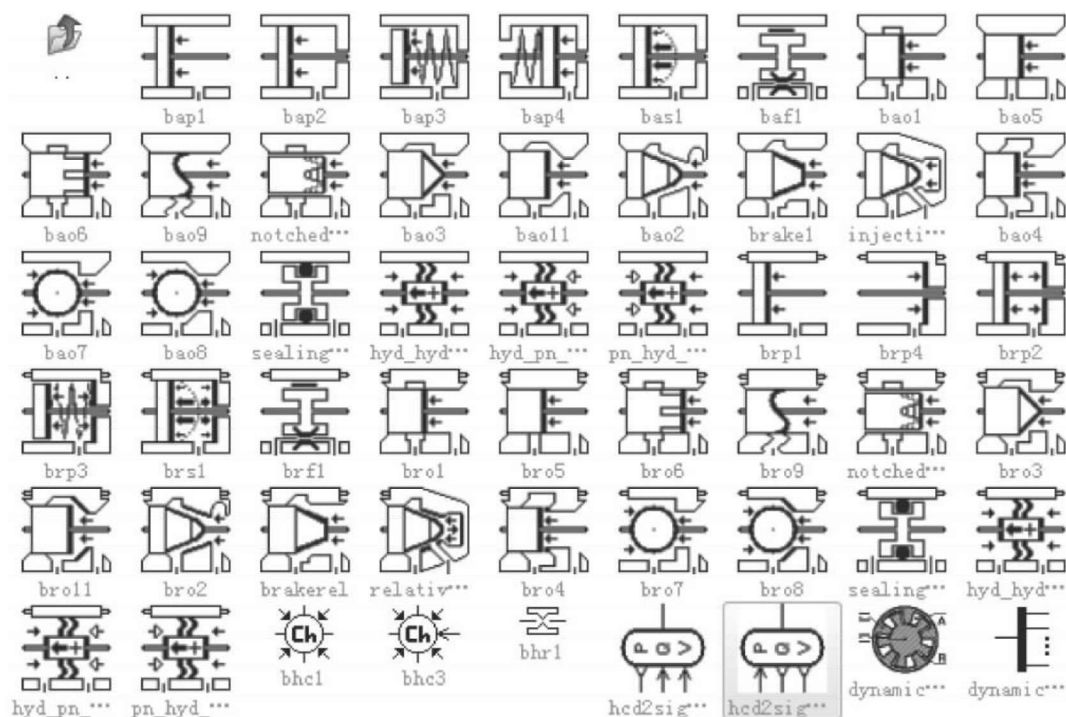 ..
bap1 bap2 bap3 bap4 bas1 baf1 bao1 bao5
bao6 bao9 notched··· bao3 bao11 bao2 brake1 injecti··· bao4
bao7 bao8 sealing··· hyd_hyd··· hyd_pn_··· pn_hyd_··· brp1 brp4 brp2
brp3 brs1 brf1 bro1 bro5 bro6 bro9 notched··· bro3
bro11 bro2 brakerel relativ··· bro4 bro7 bro8 sealing··· hyd_hyd···
Ch Ch P Q V P Q V A B
hyd_pn_··· pn_hyd_··· bhc1 bhc3 bhr1 hcd2sig··· hcd2sig··· dynamic··· dynamic···